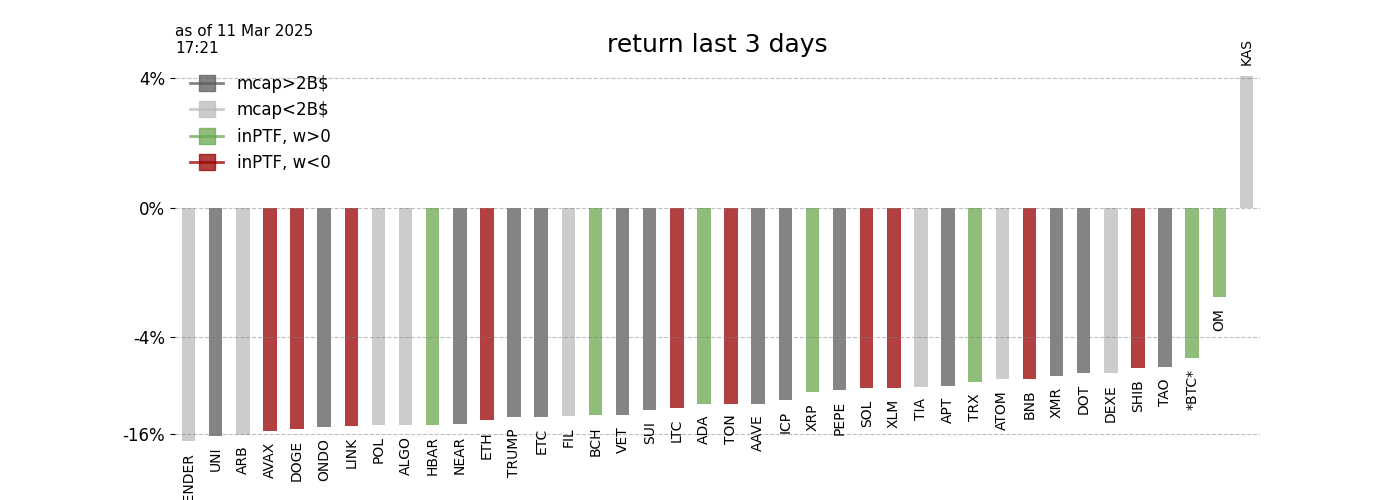 as of 11 Mar 2025
17:21
return last 3 days
mcap>2B$
mcap<2B$
inPTF, w>0
inPTF, w<0
4%
0%
-4%
-16%
UNI
ARB
AVAX
DOGE
ONDO
LINK
POL
ALGO
HBAR
NEAR
ETH
TRUMP
ETC
FIL
BCH
VET
SUI
LTC
ADA
TON
AAVE
ICP
XRP
PEPE
SOL
XLM
TIA
APT
TRX
ATOM
BNB
XMR
DOT
DEXE
SHIB
TAO
*BTC*
OM
KAS